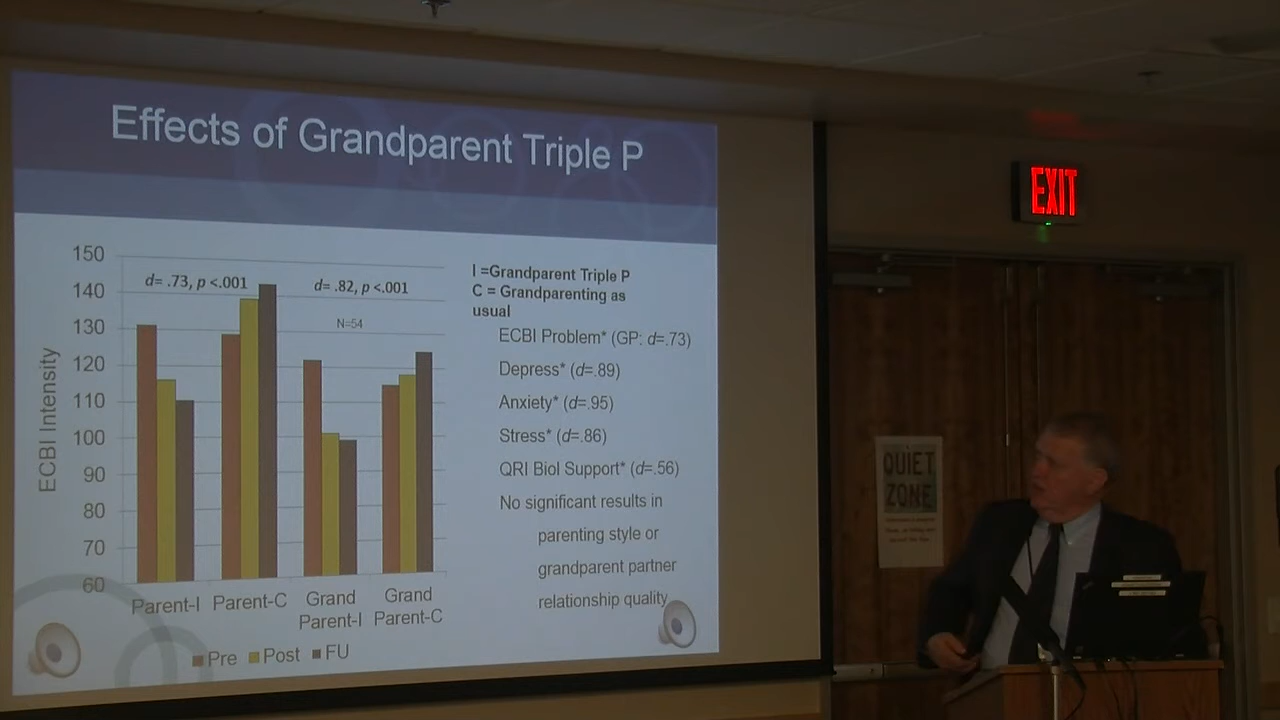 Effects of Grandparent Triple P
150
140
130
120
110
100
90
80
70
60
ECBI Intensity
d= .73, p <.001
d= .82, p <.001
N=54
Parent-I
Parent-C
Grand
Parent-I
Grand
Parent-C
Pre
Post
FU
I =Grandparent Triple P
C = Grandparenting as
usual
ECBI Problem* (GP: d=.73)
Depress* (d=.89)
Anxiety* (d=.95)
Stress* (d=.86)
QRI Biol Support* (d=.56)
No significant results in
parenting style or
grandparent partner
relationship quality
EXIT
QUIET
ZONE